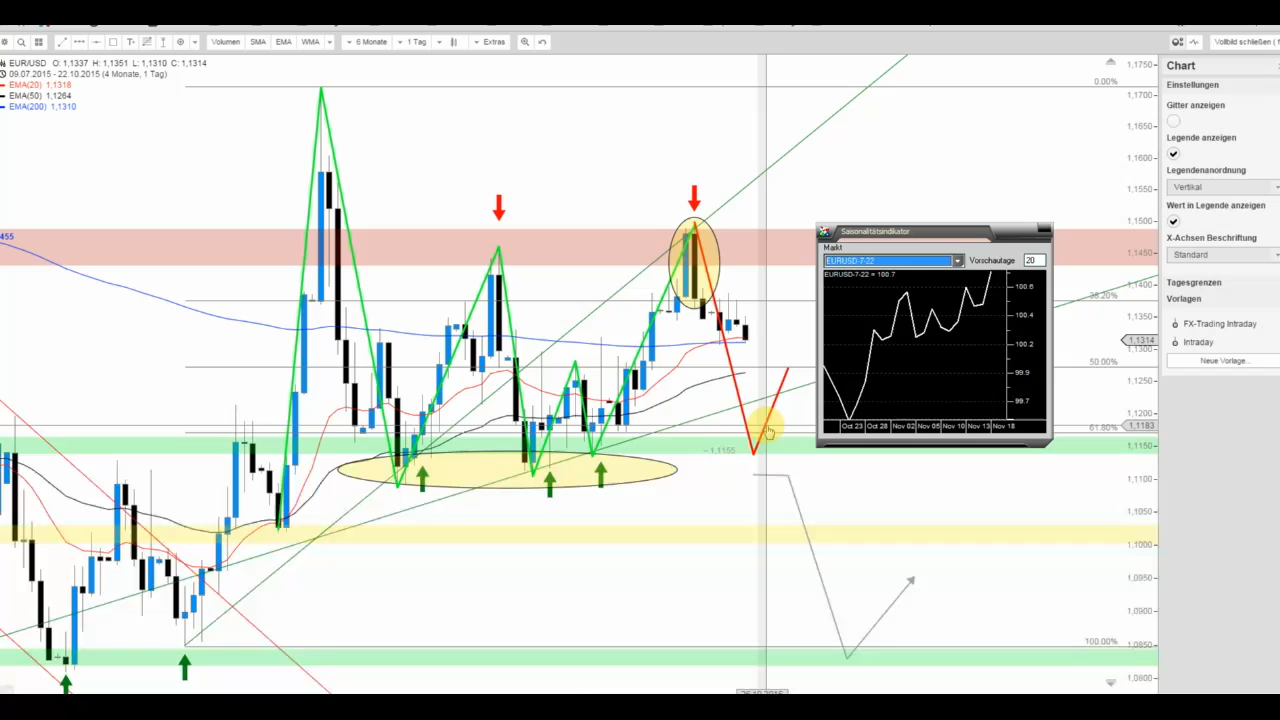 Volumen SMA EMA WMA 6 Monate 1 Tag Extras Vollbild schließen ( f
EUR/USD O: 1,1337 H: 1,1351 L: 1,1310 C: 1,1314
09.07.2015 - 22.10.2015 (4 Monate, 1 Tag)
EMA(20) 1,1316
EMA(50) 1,1264
EMA(200) 1,1310
455
0.00%
38.20%
50.00%
61.80%
100.00%
1,1155
1,1750
1,1700
1,1650
1,1600
1,1550
1,1500
1,1450
1,1400
1,1350
1,1314
1,1300
1,1250
1,1200
1,1183
1,1150
1,1100
1,1050
1,1000
1,0950
1,0900
1,0850
1,0800
Saisonalitätsindikator
Markt
EURUSD-7-22 Vorschautage 20
EURUSD-7-22 = 100.7
100.6
100.4
100.2
99.9
99.7
Oct 23 Oct 28 Nov 02 Nov 05 Nov 10 Nov 13 Nov 18
Chart
Einstellungen
Gitter anzeigen
Legende anzeigen
Legendenanordnung
Vertikal
Wert in Legende anzeigen
X-Achsen Beschriftung
Standard
Tagesgrenzen
Vorlagen
FX-Trading Intraday
Intraday
Neue Vorlage...